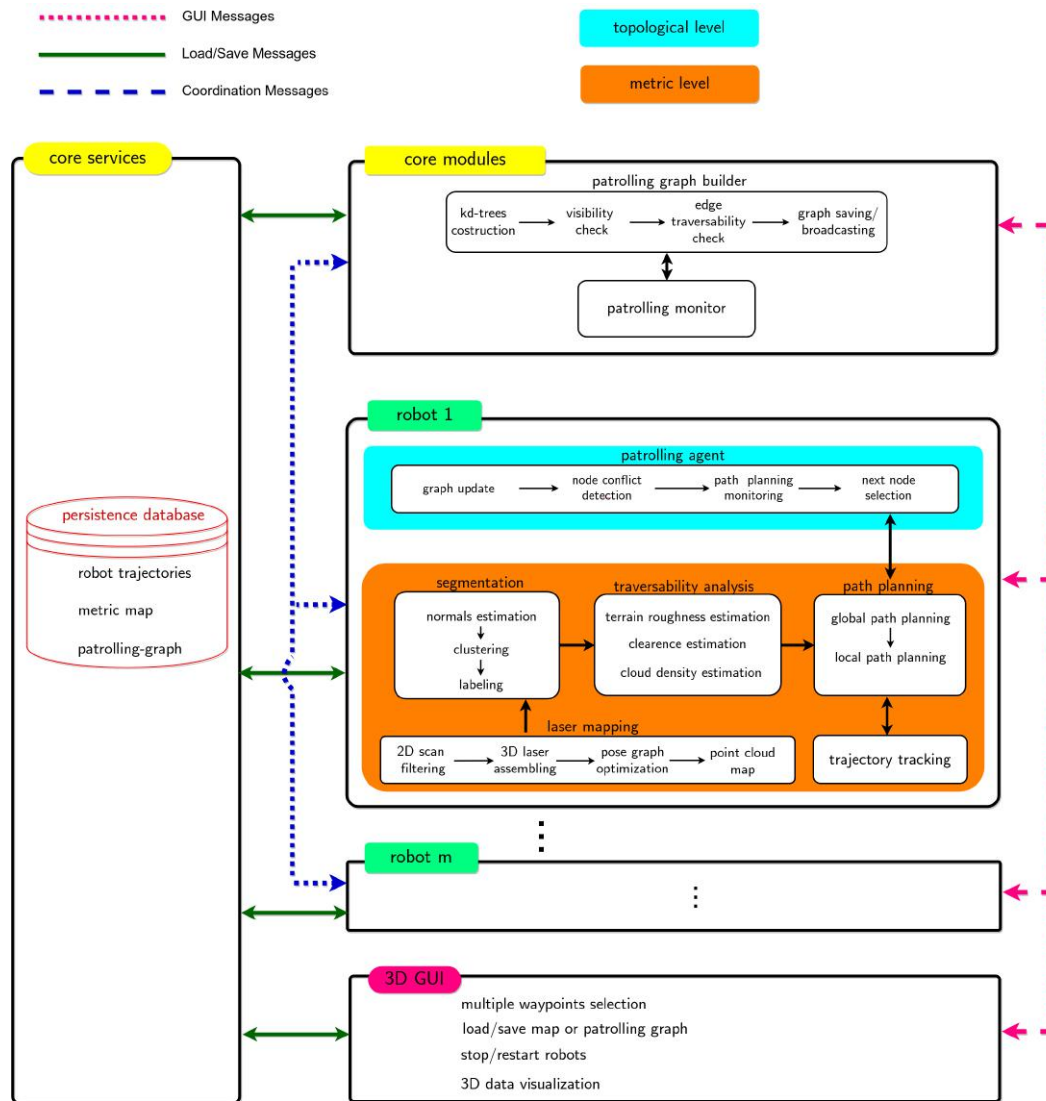 GUI Messages
Load/Save Messages
Coordination Messages
topological level
metric level
core services
persistence database
robot trajectories
metric map
patrolling-graph
core modules
patrolling graph builder
kd-trees
costruction
visibility
check
edge
traversability
check
graph saving/
broadcasting
patrolling monitor
robot 1
patrolling agent
graph update
node conflict
detection
path planning
monitoring
next node
selection
segmentation
normals estimation
clustering
labeling
traversability analysis
terrain roughness estimation
clearence estimation
cloud density estimation
path planning
global path planning
local path planning
laser mapping
2D scan
filtering
3D laser
assembling
pose graph
optimization
point cloud
map
trajectory tracking
robot m
3D GUI
multiple waypoints selection
load/save map or patrolling graph
stop/restart robots
3D data visualization